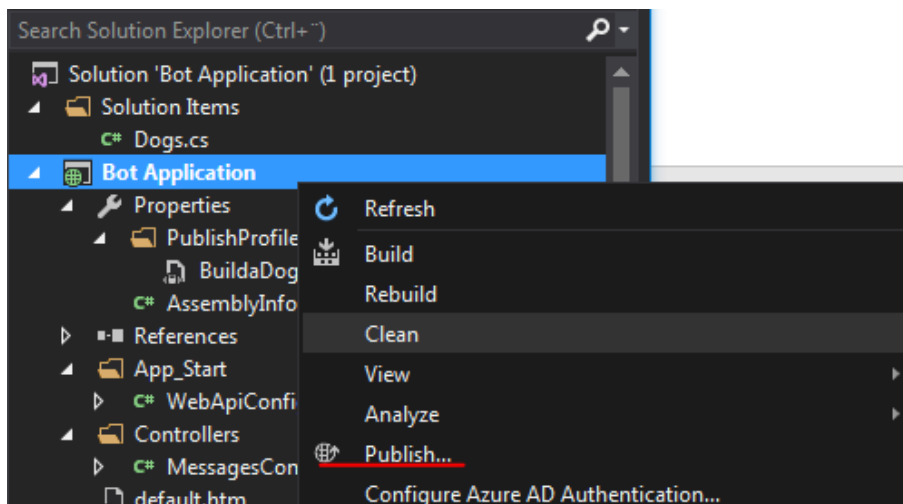 Search Solution Explorer (Ctrl+¨)
Solution 'Bot Application' (1 project)
Solution Items
C# Dogs.cs
Bot Application
Properties
PublishProfile
BuildaDog
C# AssemblyInfo
References
App_Start
C# WebApiConfi
Controllers
C# MessagesCon
default.htm
Refresh
Build
Rebuild
Clean
View
Analyze
Publish...
Configure Azure AD Authentication...